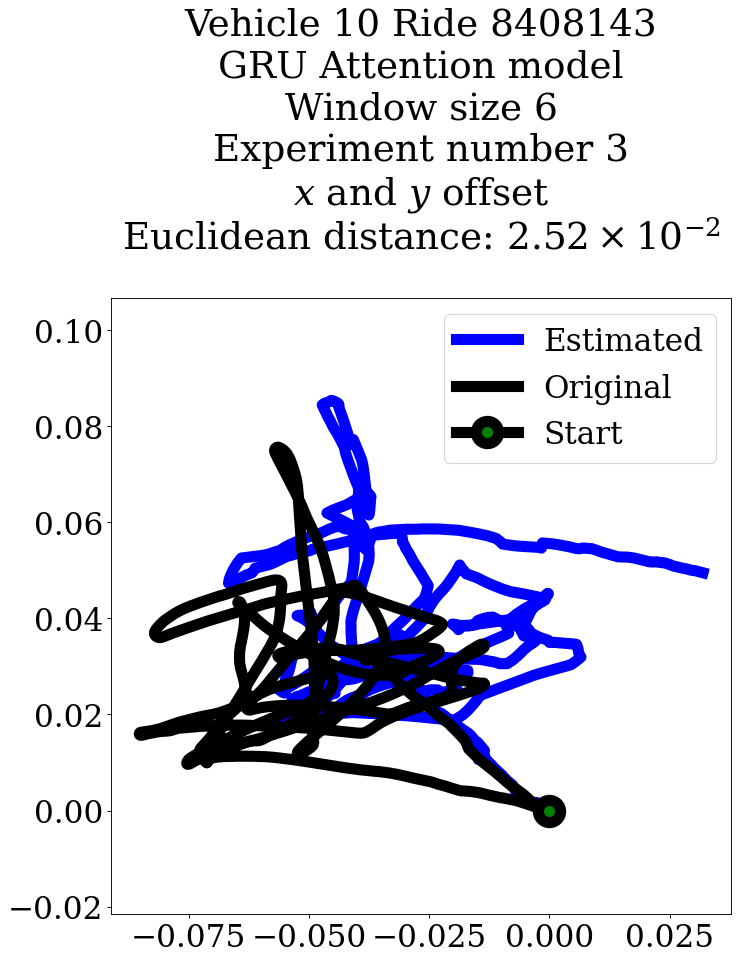 Vehicle 10 Ride 8408143
GRU Attention model
Window size 6
Experiment number 3
x and y offset
Euclidean distance: 2.52 × 10⁻²
Estimated
Original
Start
0.10
0.08
0.06
0.04
0.02
0.00
−0.02
−0.075 −0.050 −0.025 0.000 0.025